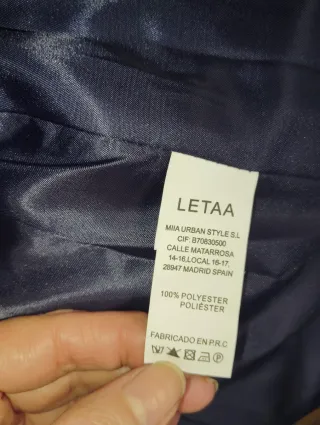 LETAA
MIIA URBAN STYLE S.L
CIF: B70830500
CALLE MATARROSA
14-16,LOCAL 16-17,
28947 MADRID SPAIN
100% POLYESTER
POLIÉSTER
FABRICADO EN P.R.C